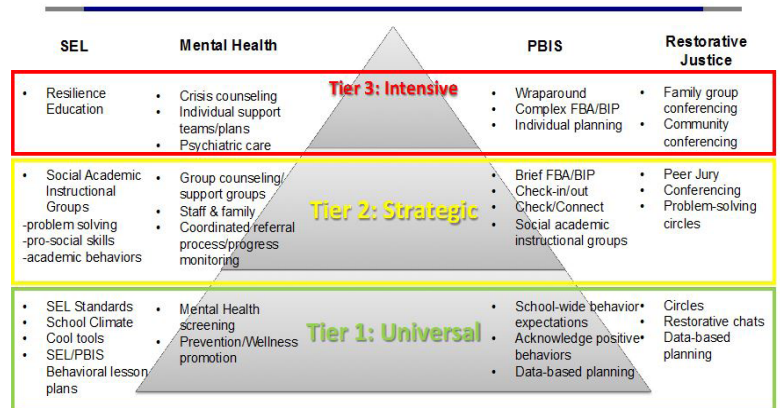 SEL
Mental Health
PBIS
Restorative
Justice
Tier 3: Intensive
• Resilience
Education
• Crisis counseling
• Individual support
teams/plans
• Psychiatric care
• Wraparound
• Complex FBA/BIP
• Individual planning
• Family group
conferencing
• Community
conferencing
Tier 2: Strategic
• Social Academic
Instructional
Groups
-problem solving
-pro-social skills
-academic behaviors
• Group counseling/
support groups
• Staff & family
• Coordinated referral
process/progress
monitoring
• Brief FBA/BIP
• Check-in/out
• Check/Connect
• Social academic
instructional groups
• Peer Jury
• Conferencing
• Problem-solving
circles
Tier 1: Universal
• SEL Standards
• School Climate
• Cool tools
• SEL/PBIS
Behavioral lesson
plans
• Mental Health
screening
• Prevention/Wellness
promotion
• School-wide behavior
expectations
• Acknowledge positive
behaviors
• Data-based planning
• Circles
• Restorative chats
• Data-based
planning